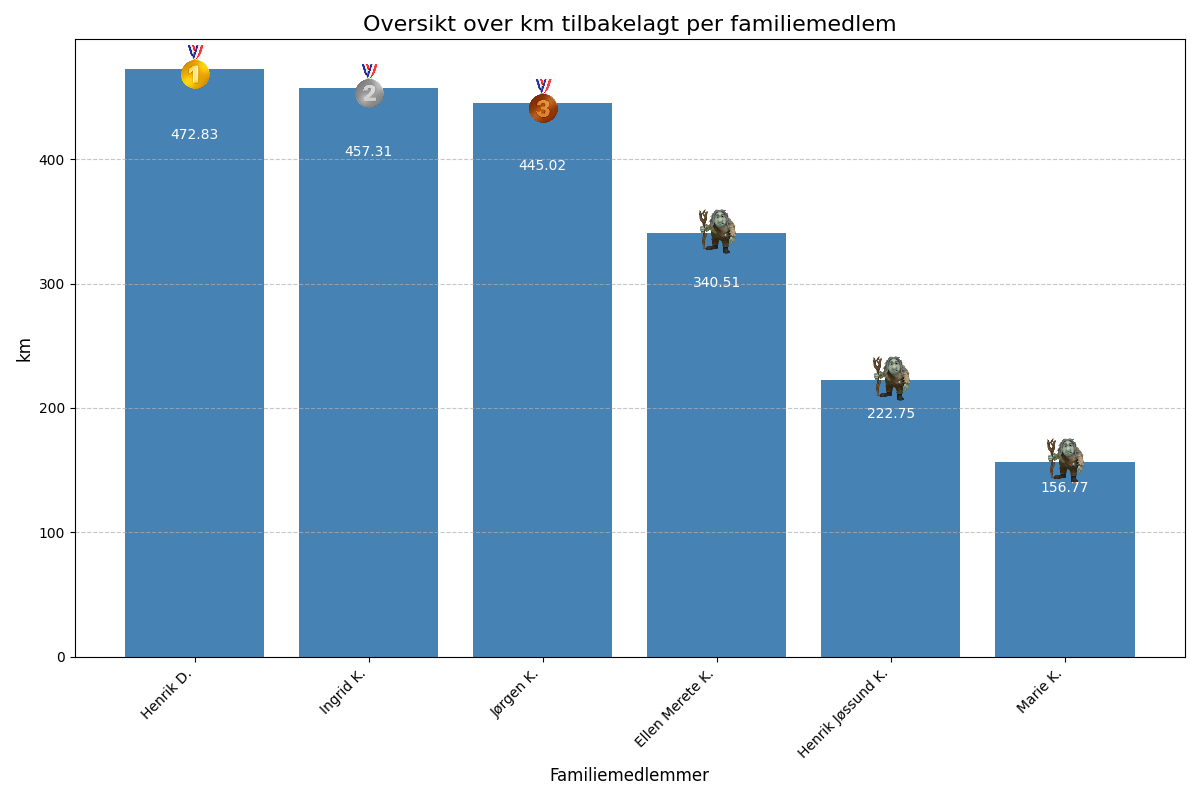 Oversikt over km tilbakelagt per familiemedlem
1
2
3
472.83
457.31
445.02
340.51
222.75
156.77
km
400
300
200
100
0
Henrik D.
Ingrid K.
Jørgen K.
Ellen Merete K.
Henrik Jøssund K.
Marie K.
Familiemedlemmer